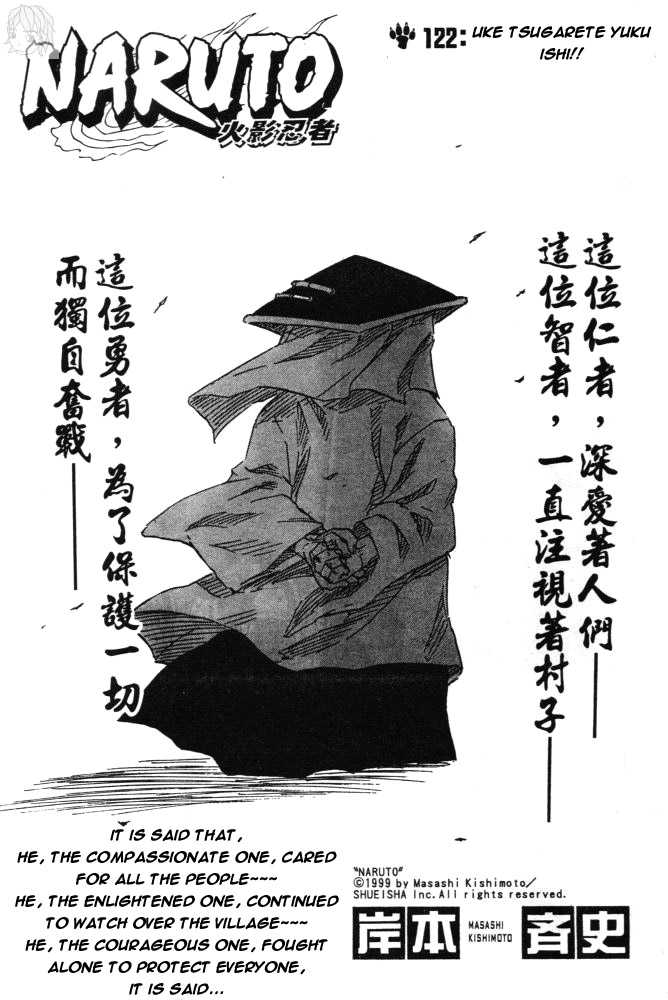 NARUTO
火影忍者
122: UKE TSUGARETE YUKU
ISHI!!
這位仁者，深愛著人們——
這位智者，一直注視著村子——
這位勇者，為了保護一切
而獨自奮戰——
IT IS SAID THAT,
HE, THE COMPASSIONATE ONE, CARED
FOR ALL THE PEOPLE~~~
HE, THE ENLIGHTENED ONE, CONTINUED
TO WATCH OVER THE VILLAGE~~~
HE, THE COURAGEOUS ONE, FOUGHT
ALONE TO PROTECT EVERYONE,
IT IS SAID...
"NARUTO"
©1999 by Masashi Kishimoto/
SHUEISHA Inc. All rights reserved.
岸本 MASASHI
KISHIMOTO 斉史